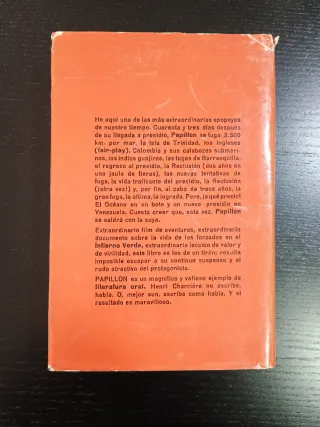 He aquí una de las más extraordinarias epopeyas
de nuestro tiempo. Cuarenta y tres días después
de su llegada a presidio, Papillon se fuga: 2.500
km. por mar, la isla de Trinidad, los ingleses
(fair-play), Colombia y sus calabozos submari-
nos, los indios guajiros, las fugas de Barranquilla,
el regreso al presidio, la Reclusión (dos años en
una jaula de fieras), las nuevas tentativas de
fuga, la vida tralicante del presidio, la Reclusión
(¡otra vez!) y, por fin, al cabo de trece años, la
gran fuga, la última, la lograda. Pero, ¡a qué precio!
El Océano en un bote y un nuevo presidio en
Venezuela. Cuesta creer que, esta vez, Papillon
se saldrá con la suya.
Extraordinario film de aventuras, extraordinario
documento sobre la vida de los forzados en el
Infierno Verde, extraordinaria lección de valor y
de virilidad, este libro se lee de un tirón; resulta
imposible escapar a su continuo suspenso y al
rudo atractivo del protagonista.
PAPILLON es un magnífico y valioso ejemplo de
literatura oral. Henri Charrière no escribe,
habla. O, mejor aun, escribe como habla. Y el
resultado es maravilloso.